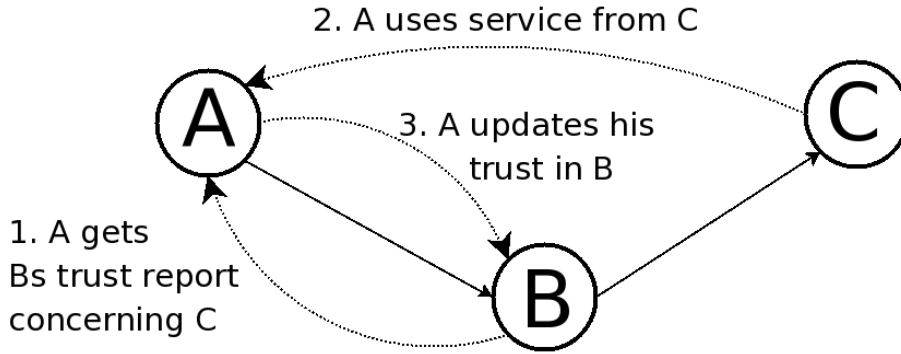 2. A uses service from C
A
C
3. A updates his
trust in B
1. A gets
Bs trust report
concerning C
B